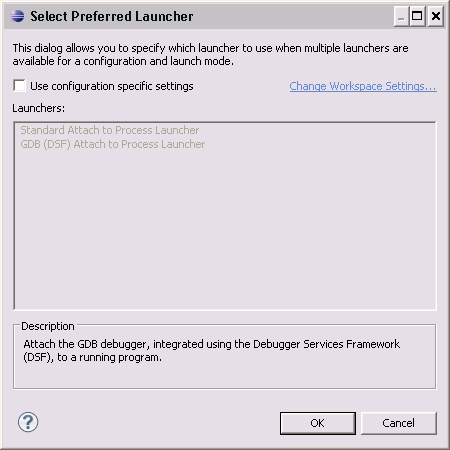 Select Preferred Launcher
This dialog allows you to specify which launcher to use when multiple launchers are
available for a configuration and launch mode.
Use configuration specific settings
Change Workspace Settings...
Launchers:
Standard Attach to Process Launcher
GDB (DSF) Attach to Process Launcher
Description
Attach the GDB debugger, integrated using the Debugger Services Framework
(DSF), to a running program.
?
OK
Cancel